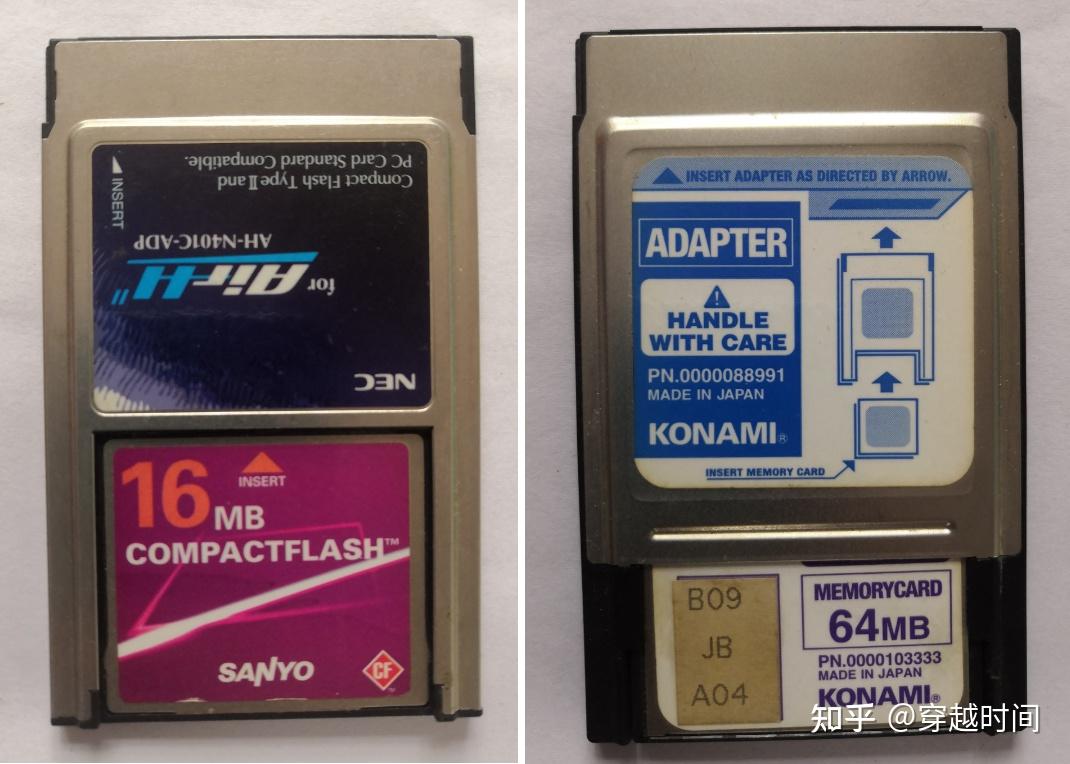 Compact Flash Type II and
PC Card Standard Compatible.
INSERT
AH-N401C-ADP
for AirH"
NEC
16MB
INSERT
COMPACTFLASH™
SANYO
CF™
INSERT ADAPTER AS DIRECTED BY ARROW.
ADAPTER
HANDLE
WITH CARE
PN.0000088991
MADE IN JAPAN
KONAMI®
INSERT MEMORY CARD
B09
JB
A04
MEMORYCARD
64MB
PN.0000103333
MADE IN JAPAN
KONAMI®
知乎 @穿越时间